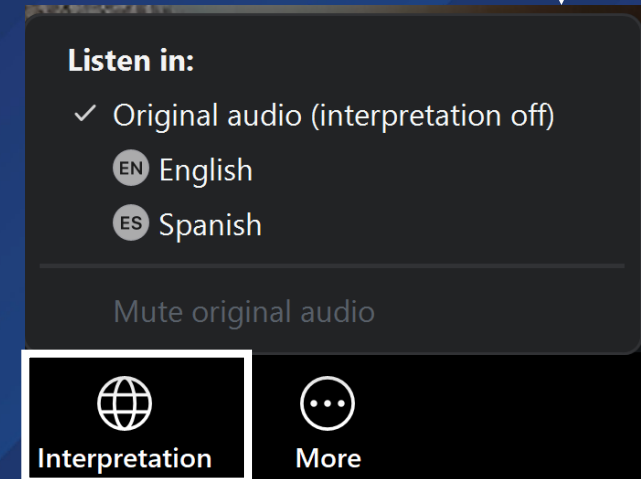 Listen in:
Original audio (interpretation off)
EN English
ES Spanish
Mute original audio
Interpretation
More